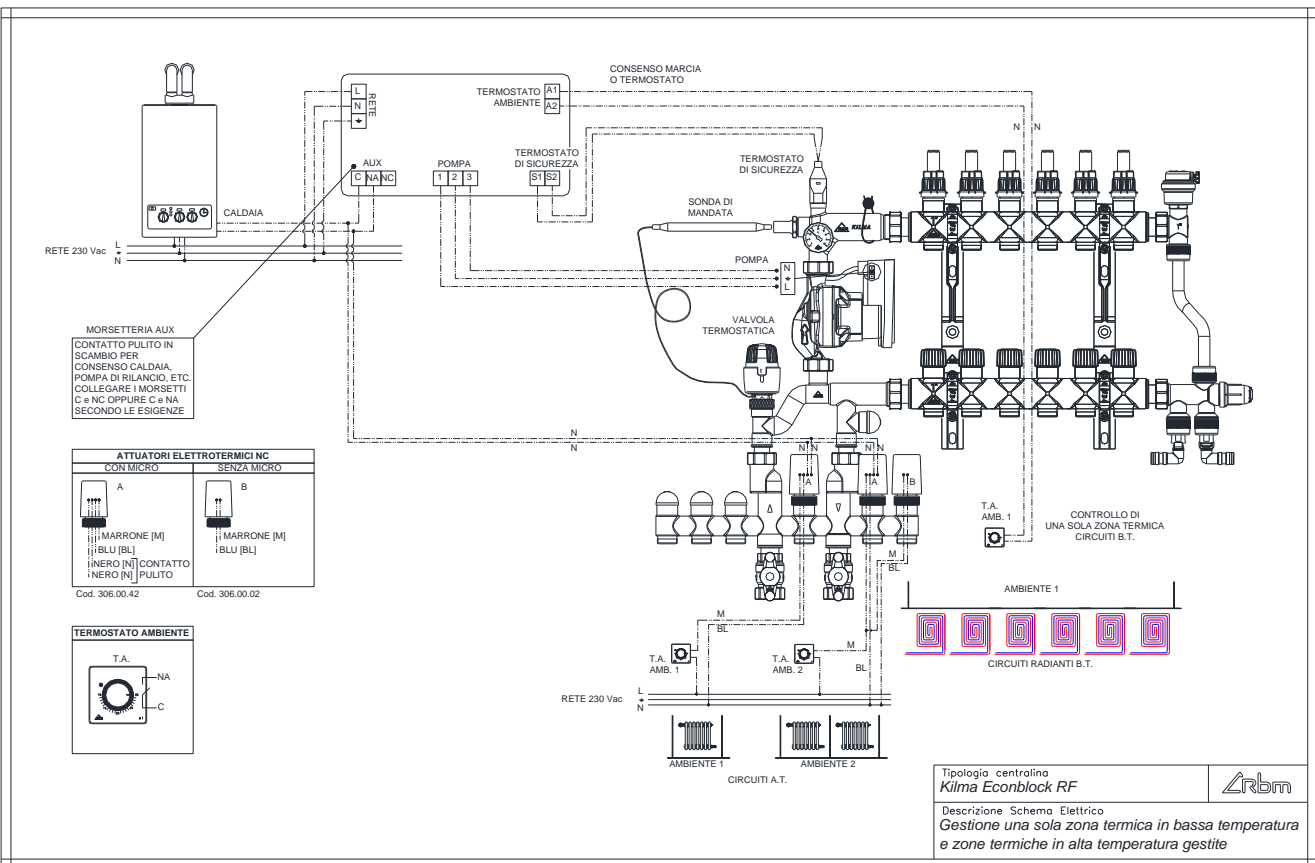 CONSENSO MARCIA
O TERMOSTATO
L
N
RETE
TERMOSTATO
AMBIENTE
A1
A2
N N
AUX
C NA NC
POMPA
1 2 3
TERMOSTATO
DI SICUREZZA
S1 S2
TERMOSTATO
DI SICUREZZA
SONDA DI
MANDATA
KILMA
CALDAIA
RETE 230 Vac
L
N
POMPA
N
L
VALVOLA
TERMOSTATICA
MORSETTERIA AUX
CONTATTO PULITO IN
SCAMBIO PER
CONSENSO CALDAIA,
POMPA DI RILANCIO, ETC.
COLLEGARE I MORSETTI
C e NC OPPURE C e NA
SECONDO LE ESIGENZE
N
N
N N
N N
A
A
B
ATTUATORI ELETTROTERMICI NC
CON MICRO
SENZA MICRO
A
MARRONE [M]
BLU [BL]
NERO [N]
NERO [N]
CONTATTO
PULITO
Cod. 306.00.42
B
MARRONE [M]
BLU [BL]
Cod. 306.00.02
T.A.
AMB. 1
CONTROLLO DI
UNA SOLA ZONA TERMICA
CIRCUITI B.T.
AMBIENTE 1
CIRCUITI RADIANTI B.T.
M
BL
M
BL
M
BL
T.A.
AMB. 1
T.A.
AMB. 2
TERMOSTATO AMBIENTE
T.A.
NA
C
RETE 230 Vac
L
N
AMBIENTE 1
AMBIENTE 2
CIRCUITI A.T.
Tipologia centralina
Kilma Econblock RF
rbm
Descrizione Schema Elettrico
Gestione una sola zona termica in bassa temperatura
e zone termiche in alta temperatura gestite